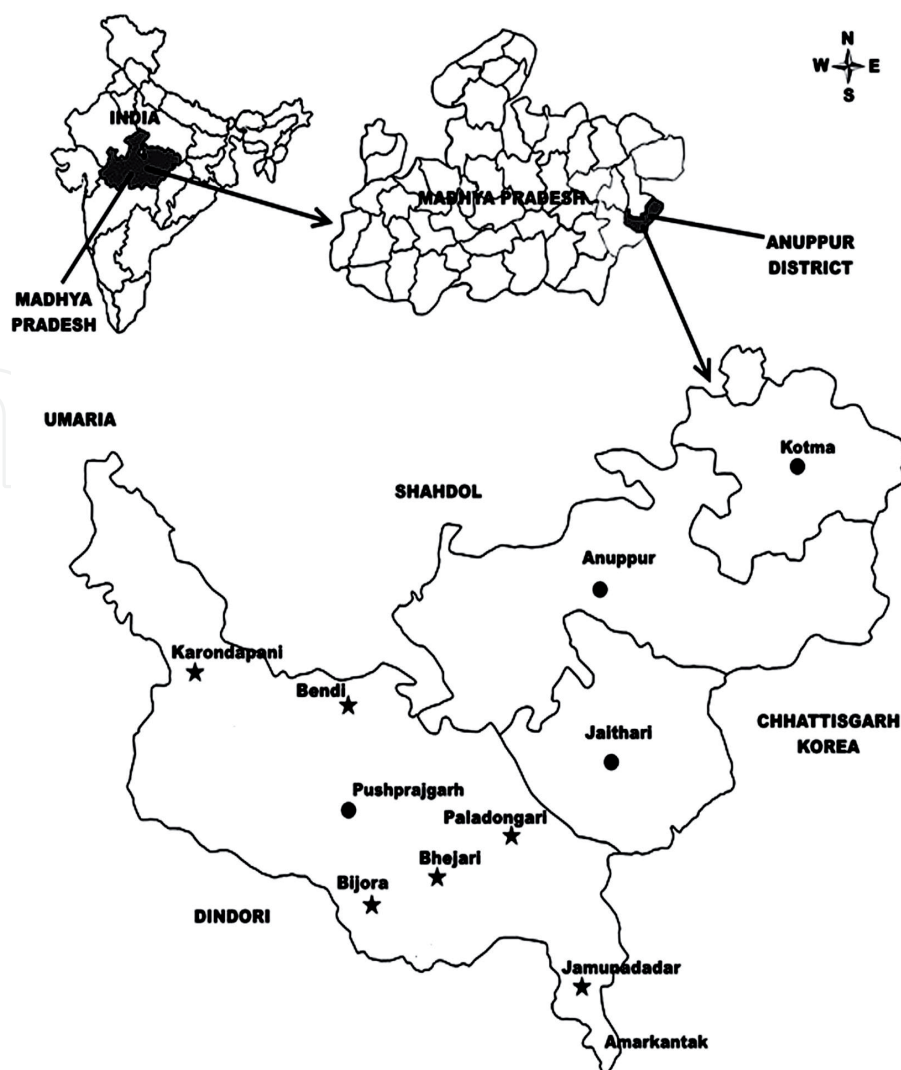 N
W E
S
INDIA
MADHYA PRADESH
MADHYA
PRADESH
ANUPPUR
DISTRICT
UMARIA
SHAHDOL
Kotma
Anuppur
Karondapani
Bendi
Jaithari
CHHATTISGARH
KOREA
Pushprajgarh
Paladongari
Bhejari
Bijora
DINDORI
Jamunadadar
Amarkantak